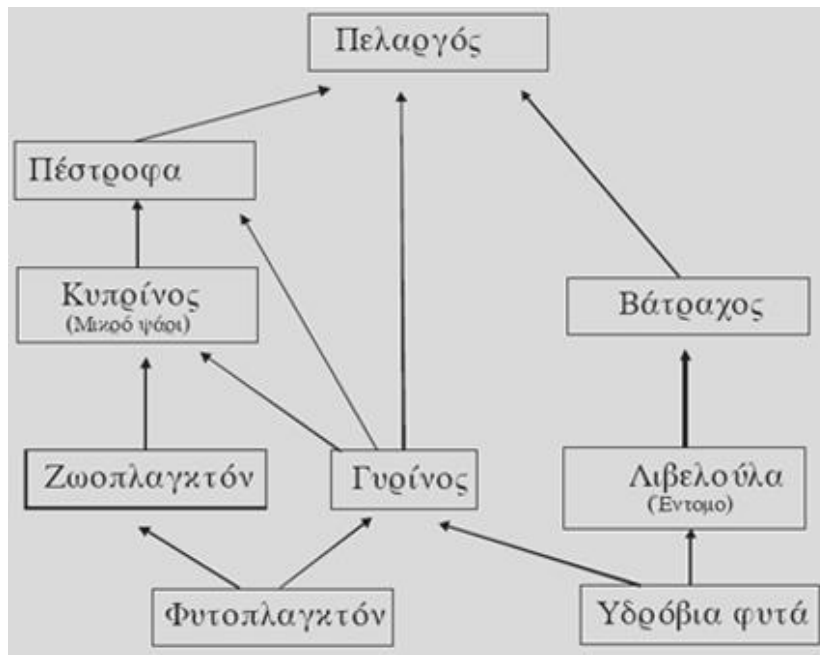 Πελαργός
Πέστροφα
Κυπρίνος
(Μικρό ψάρι)
Βάτραχος
Ζωοπλαγκτόν
Γυρίνος
Λιβελούλα
(Έντομο)
Φυτοπλαγκτόν
Υδρόβια φυτά